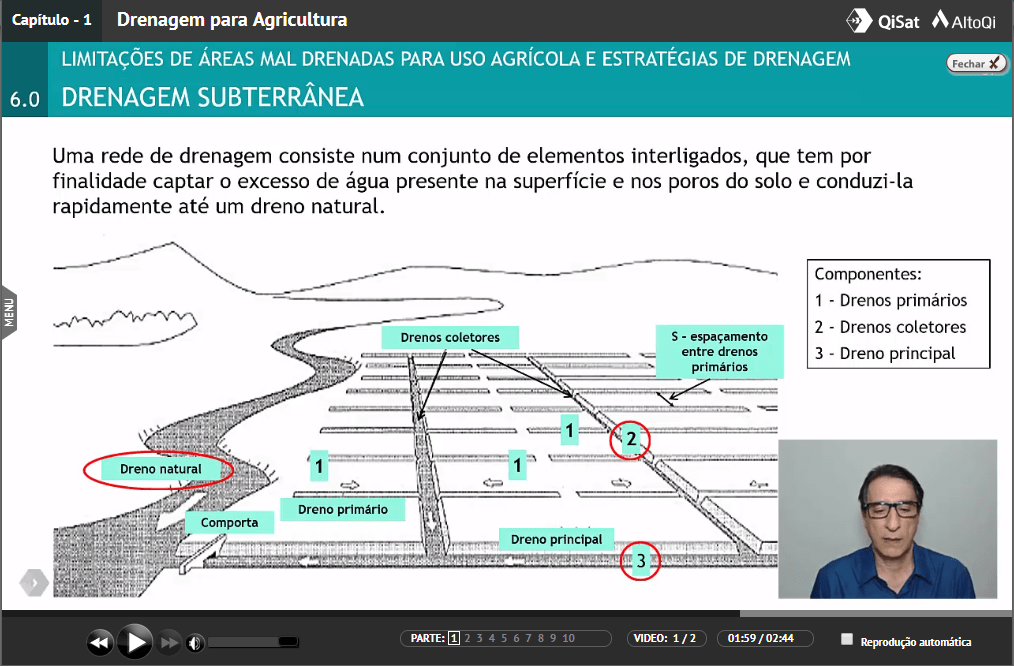 Capítulo - 1
Drenagem para Agricultura
QiSat
AltoQi
LIMITAÇÕES DE ÁREAS MAL DRENADAS PARA USO AGRÍCOLA E ESTRATÉGIAS DE DRENAGEM
Fechar
6.0
DRENAGEM SUBTERRÂNEA
Uma rede de drenagem consiste num conjunto de elementos interligados, que tem por
finalidade captar o excesso de água presente na superfície e nos poros do solo e conduzi-la
rapidamente até um dreno natural.
MENU
Componentes:
1 - Drenos primários
2 - Drenos coletores
3 - Dreno principal
Drenos coletores
S - espaçamento
entre drenos
primários
1
2
Dreno natural
1
1
Dreno primário
Comporta
Dreno principal
3
PARTE: 1 2 3 4 5 6 7 8 9 10
VIDEO: 1 / 2
01:59 / 02:44
Reprodução automática